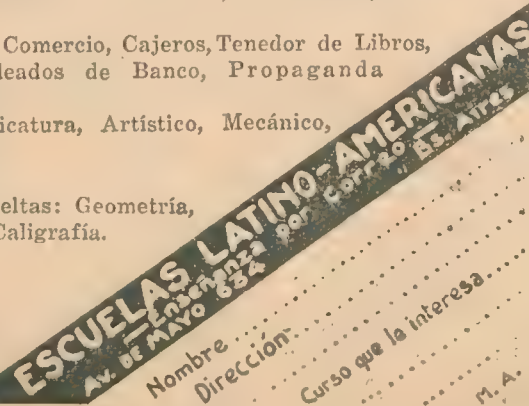 Comercio, Cajeros, Tenedor de Libros,
leados de Banco, Propaganda
icatura, Artístico, Mecánico,
eltas: Geometría,
Caligrafía.
ESCUELAS LATINO-AMERICANAS
—Enseñanza por Correo—
AV. DE MAYO 634 Bs. Aires
Nombre
Dirección
Curso que le interesa
M. A.